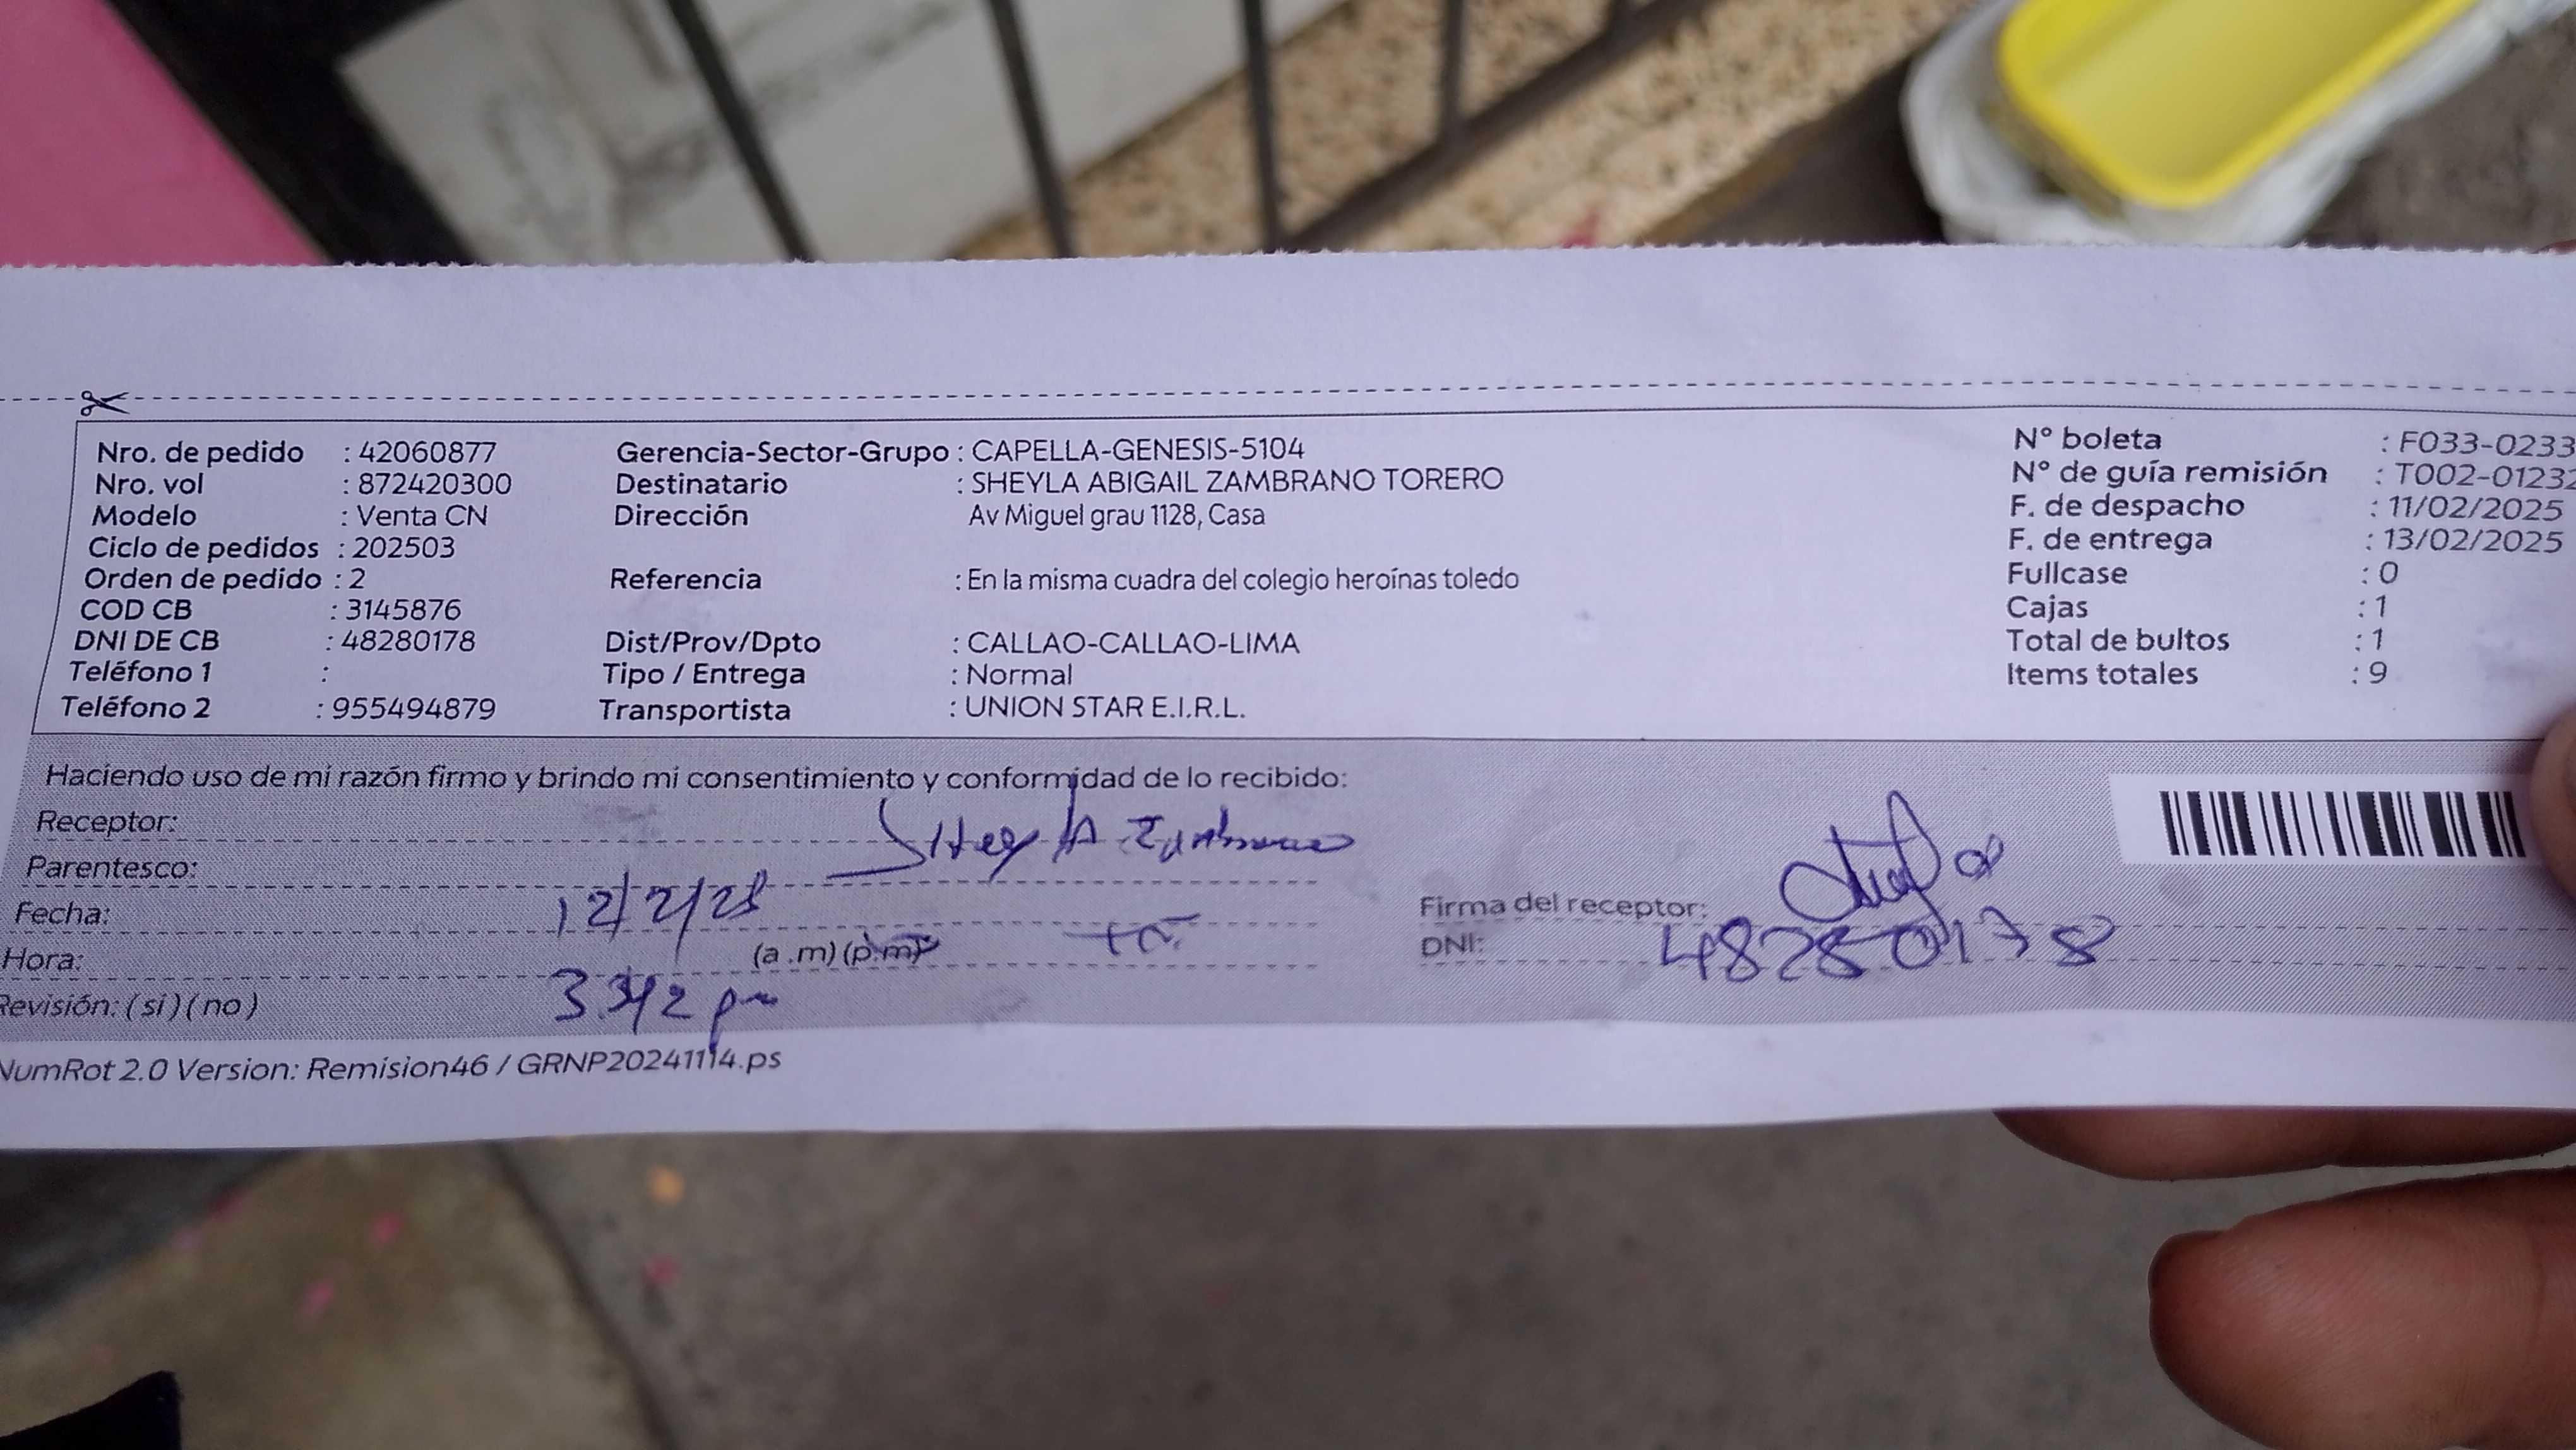 Nro. de pedido : 42060877 Gerencia-Sector-Grupo : CAPELLA-GENESIS-5104 N° boleta : F033-0233
Nro. vol : 872420300 Destinatario : SHEYLA ABIGAIL ZAMBRANO TORERO N° de guía remisión : T002-01232
Modelo : Venta CN Dirección Av Miguel grau 1128, Casa F. de despacho : 11/02/2025
Ciclo de pedidos : 202503 F. de entrega : 13/02/2025
Orden de pedido : 2 Referencia : En la misma cuadra del colegio heroínas toledo Fullcase : 0
COD CB : 3145876 Cajas : 1
DNI DE CB : 48280178 Dist/Prov/Dpto : CALLAO-CALLAO-LIMA Total de bultos : 1
Teléfono 1 : Tipo / Entrega : Normal Items totales : 9
Teléfono 2 : 955494879 Transportista : UNION STAR E.I.R.L.
Haciendo uso de mi razón firmo y brindo mi consentimiento y conformidad de lo recibido:
Receptor: Sheyla Zambrano
Parentesco:
Fecha: 12/2/25 Firma del receptor:
Hora: (a .m) (p.m) DNI: 48280178
Revisión: ( si ) ( no )
NumRot 2.0 Version: Remision46 / GRNP20241114.ps